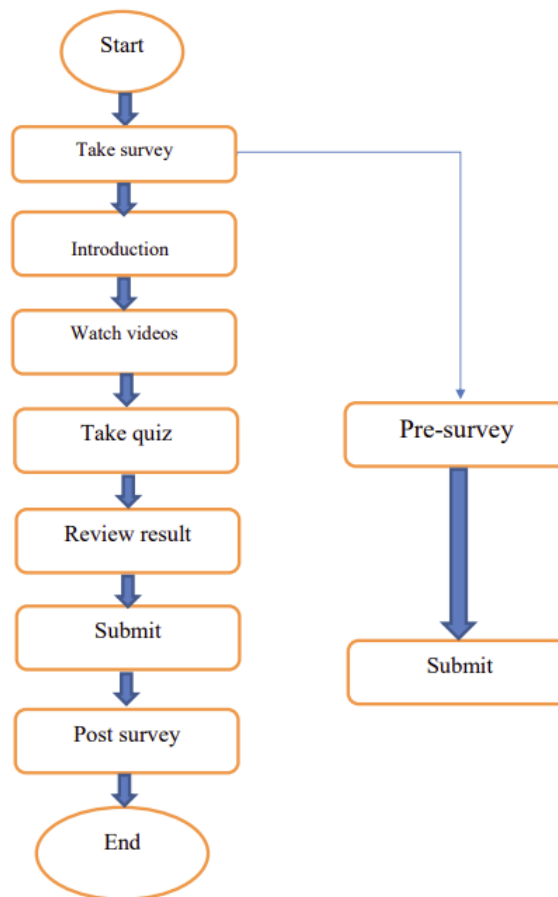 Start
Take survey
Introduction
Watch videos
Take quiz
Review result
Submit
Post survey
End
Pre-survey
Submit